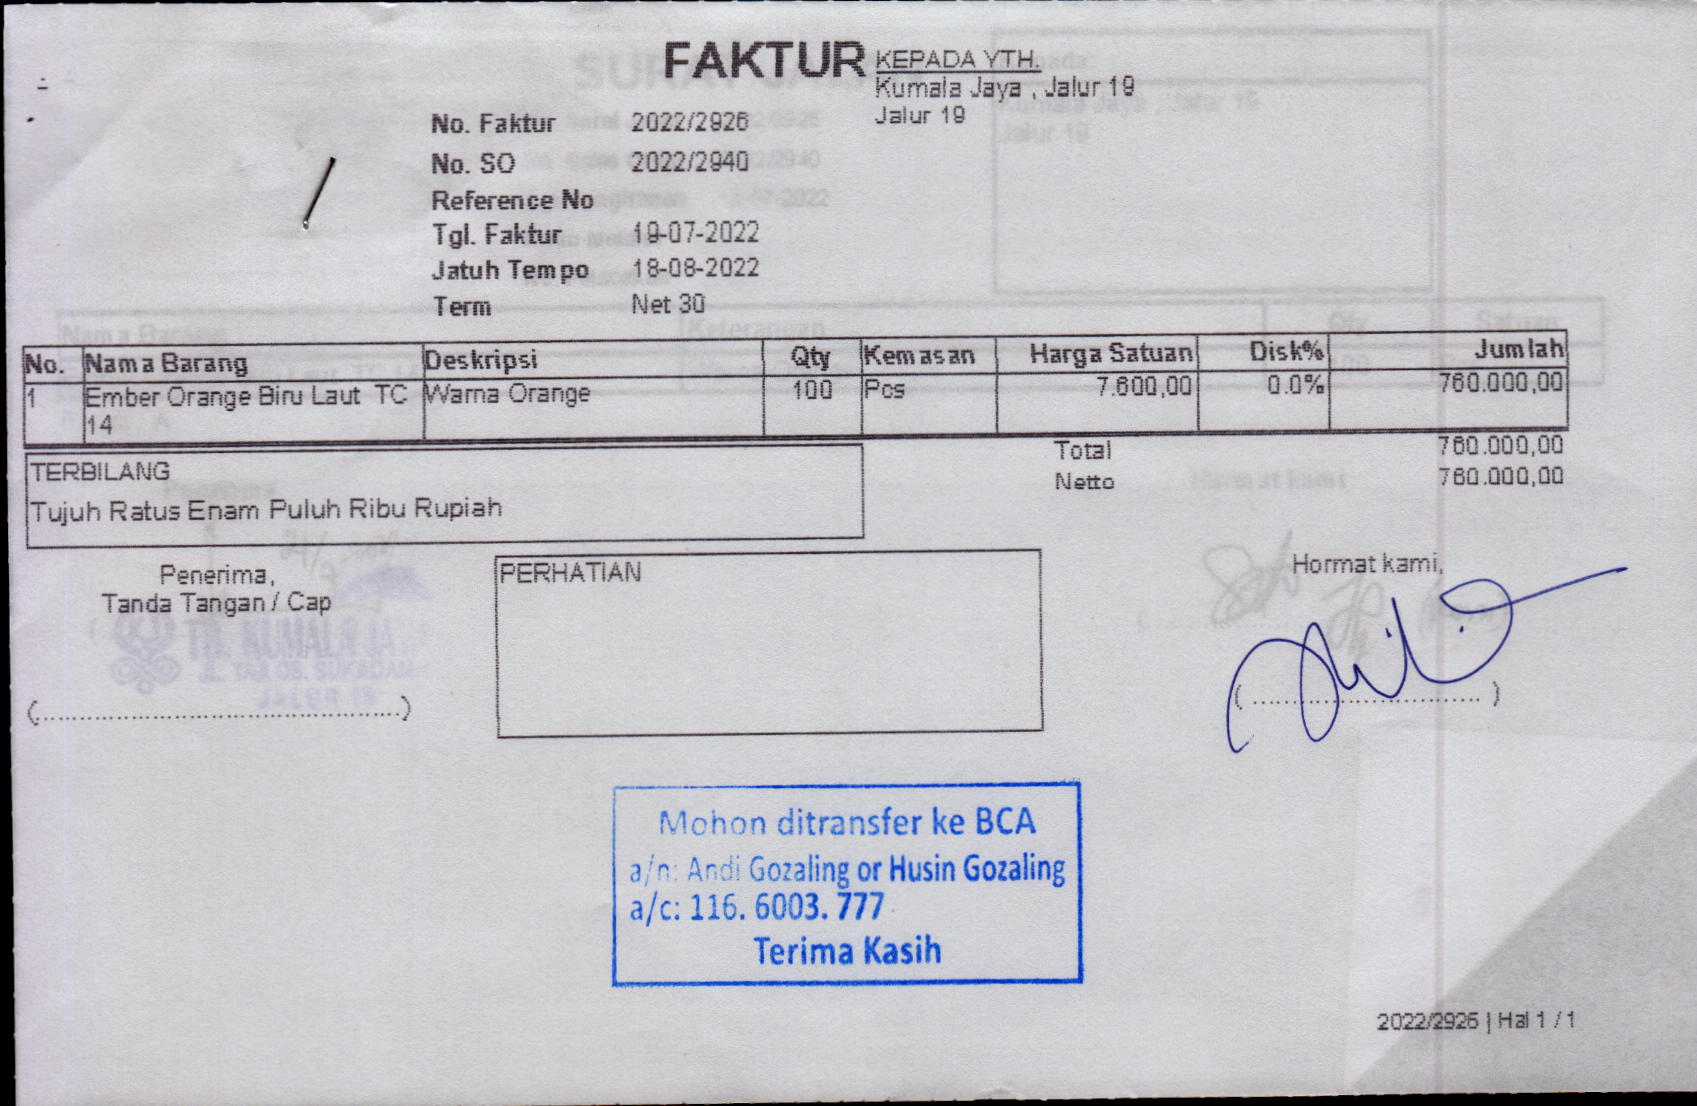 FAKTUR
KEPADA YTH.
Kumala Jaya , Jalur 19
Jalur 19
No. Faktur 2022/2926
No. SO 2022/2940
Reference No
Tgl. Faktur 19-07-2022
Jatuh Tempo 18-08-2022
Term Net 30
No. Nama Barang Deskripsi Qty Kemasan Harga Satuan Disk% Jumlah
1 Ember Orange Biru Laut TC Warna Orange 100 Pcs 7.600,00 0.0% 760.000,00
14
Total 760.000,00
Netto 760.000,00
TERBILANG
Tujuh Ratus Enam Puluh Ribu Rupiah
Penerima,
Tanda Tangan / Cap
PERHATIAN
Hormat kami,
TB. KUMALA JA
JALUR 19
Mohon ditransfer ke BCA
a/n: Andi Gozaling or Husin Gozaling
a/c: 116. 6003. 777
Terima Kasih
2022/2926 | Hal 1 / 1